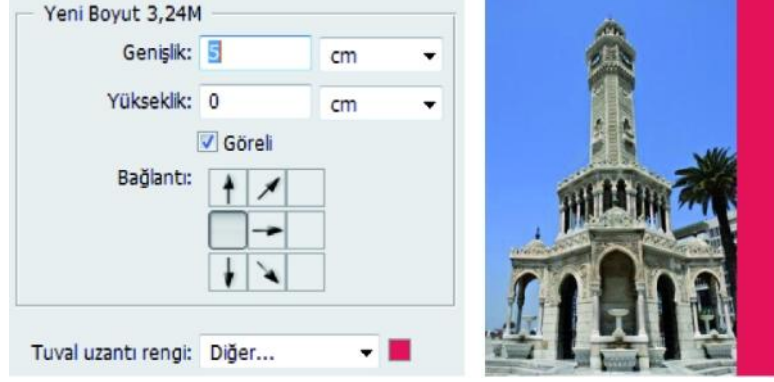 Yeni Boyut 3,24M
Genişlik: 5 cm
Yükseklik: 0 cm
Göreli
Bağlantı:
Tuval uzantı rengi: Diğer...